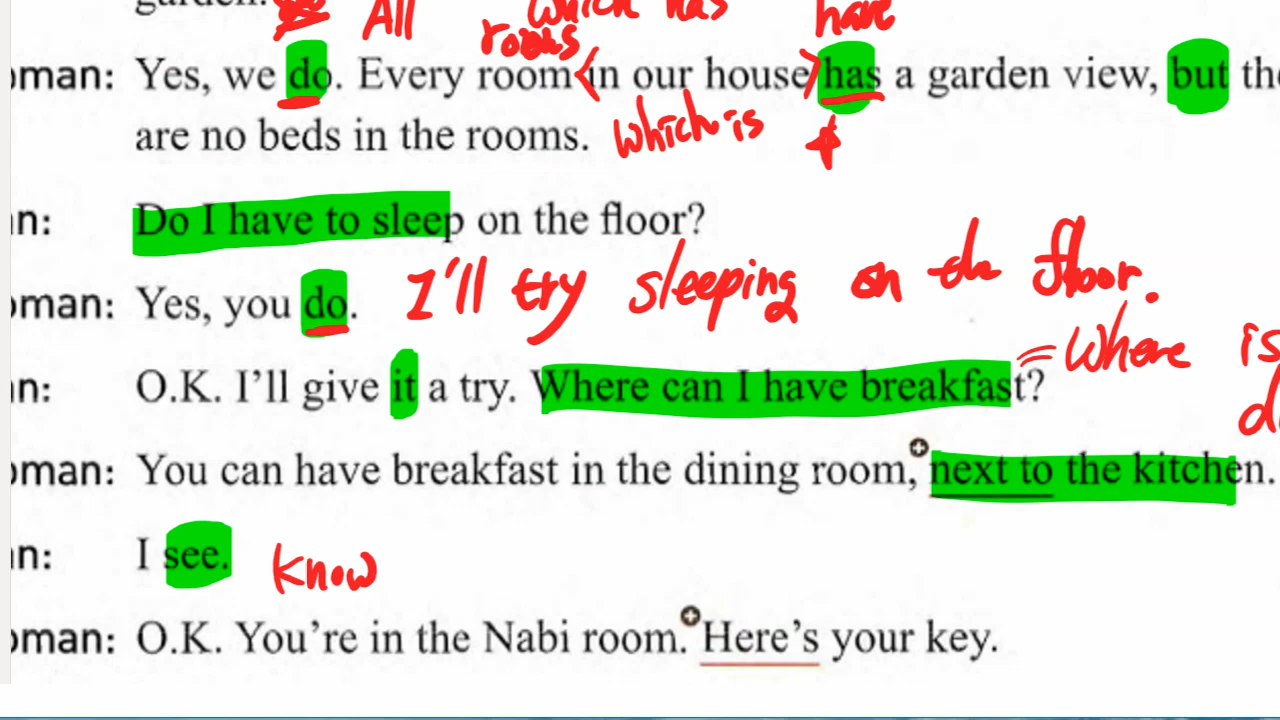 garden. All which has have
rooms
oman: Yes, we do. Every room in our house has a garden view, but the
are no beds in the rooms. which is
n: Do I have to sleep on the floor?
oman: Yes, you do. I'll try sleeping on the floor.
n: O.K. I'll give it a try. Where can I have breakfast? = Where is
oman: You can have breakfast in the dining room, next to the kitchen.
n: I see. know
oman: O.K. You're in the Nabi room. Here's your key.